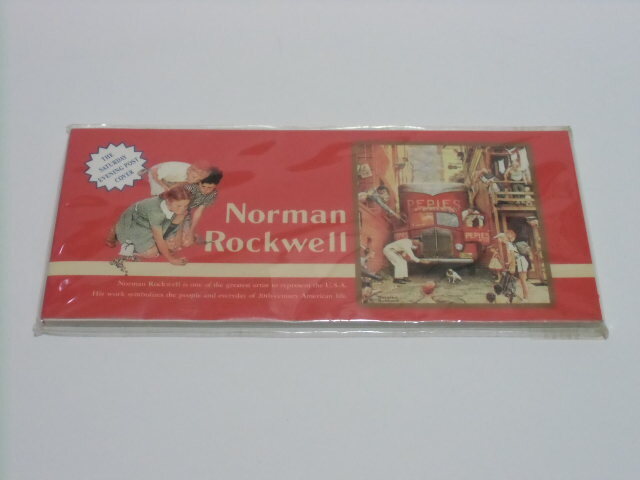 THE
SATURDAY
EVENING POST
COVER
Norman
Rockwell
Norman Rockwell is one of the greatest artist to represent the U.S.A.
His work symbolizes the people and everyday of 20th-century American life.
PEPIES
PEPIES